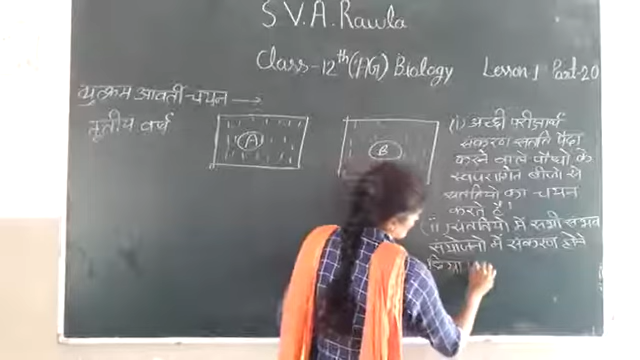 S.V.A. Rawla
Class-12th (AG) Biology Lesson 1 Part-20
व्युत्क्रम आवर्ती-चयन →
तृतीय वर्ष
A
B
(i) अच्छी परीक्षार्थ
संकरण संतति पैदा
करने वाले पौधो के
स्वपरागित बीजो से
संततियो का चयन
करते है।
(ii) संततियो में सभी संभव
संयोजनो में संकरण होने